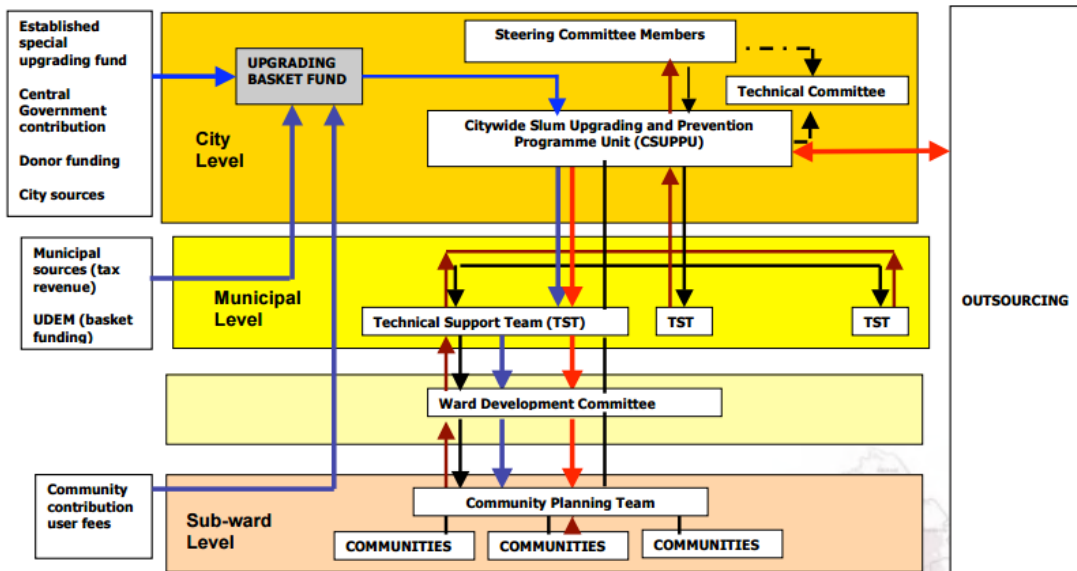 Established
special
upgrading fund
Central
Government
contribution
Donor funding
City sources
UPGRADING
BASKET FUND
City
Level
Steering Committee Members
Technical Committee
Citywide Slum Upgrading and Prevention
Programme Unit (CSUPPU)
Municipal
sources (tax
revenue)
UDEM (basket
funding)
Municipal
Level
Technical Support Team (TST)
TST
TST
OUTSOURCING
Ward Development Committee
Community
contribution
user fees
Sub-ward
Level
Community Planning Team
COMMUNITIES
COMMUNITIES
COMMUNITIES